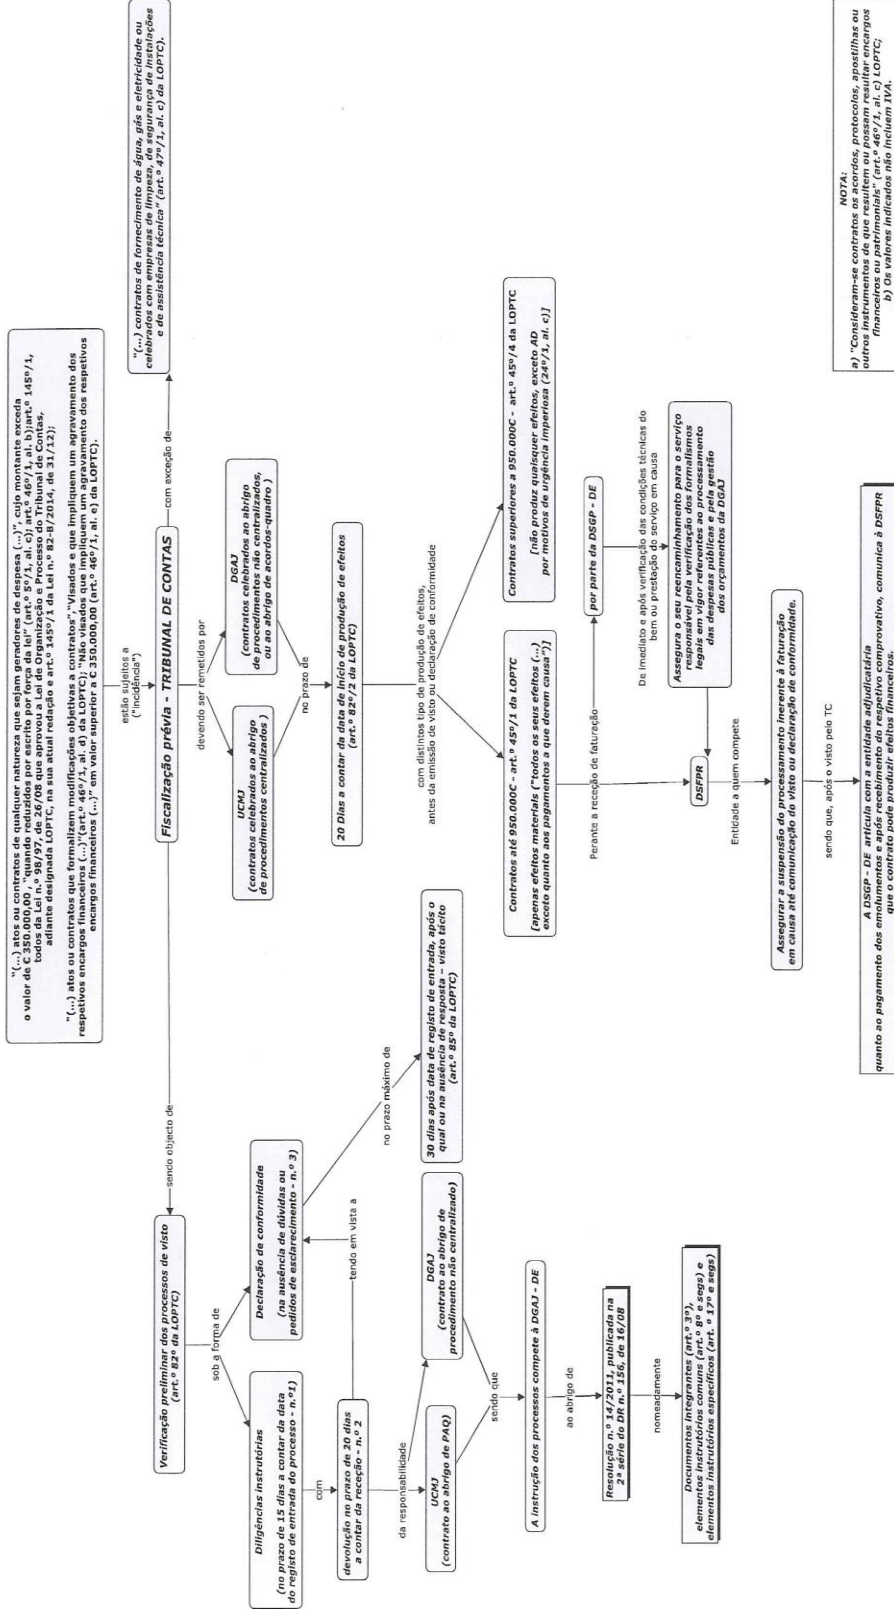 "(...) atos ou contratos de qualquer natureza que sejam geradores de despesa (...)", cujo montante exceda
o valor de € 350.000,00 , "quando reduzidos por escrito por força da lei" (art.º 5º/1, al. c); art.º 46º/1, al. b);art.º 145º/1,
todos da Lei n.º 98/97, de 26/08 que aprovou a Lei de Organização e Processo do Tribunal de Contas,
adiante designada LOPTC, na sua atual redação e art.º 145º/1 da Lei n.º 82-B/2014, de 31/12);
"(...) atos ou contratos que formalizem modificações objetivas a contratos","Visados e que impliquem um agravamento dos
respetivos encargos financeiros (...)"(art.º 46º/1, al. d) da LOPTC); "Não visados que impliquem um agravamento dos respetivos
encargos financeiros (...)" em valor superior a € 350.000,00 (art.º 46º/1, al. e) da LOPTC).
estão sujeitos a
("incidência")
Fiscalização prévia - TRIBUNAL DE CONTAS
com exceção de
"(...) contratos de fornecimento de água, gás e eletricidade ou
celebrados com empresas de limpeza, de segurança de instalações
e de assistência técnica" (art.º 47º/1, al. c) da LOPTC).
devendo ser remetidos por
UCMJ
(contratos celebrados ao abrigo
de procedimentos centralizados )
DGAJ
(contratos celebrados ao abrigo
de procedimentos não centralizados,
ou ao abrigo de acordos-quadro )
no prazo de
20 Dias a contar da data de início de produção de efeitos
(art.º 82º/2 da LOPTC)
com distintos tipo de produção de efeitos,
antes da emissão de visto ou declaração de conformidade
Contratos até 950.000€ - art.º 45º/1 da LOPTC
[apenas efeitos materiais ("todos os seus efeitos (...)
exceto quanto aos pagamentos a que derem causa")]
Contratos superiores a 950.000€ - art.º 45º/4 da LOPTC
[não produz quaisquer efeitos, exceto AD
por motivos de urgência imperiosa (24º/1, al. c)]
Perante a receção de faturação
por parte da DSGP - DE
De imediato e após verificação das condições técnicas do
bem ou prestação do serviço em causa
Assegura o seu reencaminhamento para o serviço
responsável pela verificação dos formalismos
legais em vigor referentes ao processamento
das despesas públicas e pela gestão
dos orçamentos da DGAJ
DSFPR
Entidade a quem compete
Assegurar a suspensão do processamento inerente à faturação
em causa até comunicação do visto ou declaração de conformidade.
sendo que, após o visto pelo TC
A DSGP - DE articula com a entidade adjudicatária
quanto ao pagamento dos emolumentos e após recebimento do respetivo comprovativo, comunica à DSFPR
que o contrato pode produzir efeitos financeiros.
sendo objecto de
Verificação preliminar dos processos de visto
(art.º 82º da LOPTC)
sob a forma de
Diligências instrutórias
(no prazo de 15 dias a contar da data
do registo de entrada do processo - n.º1)
Declaração de conformidade
(na ausência de dúvidas ou
pedidos de esclarecimento - n.º 3)
com
devolução no prazo de 20 dias
a contar da receção - n.º 2
tendo em vista a
no prazo máximo de
30 dias após data de registo de entrada, após o
qual ou na ausência de resposta – visto tácito
(art.º 85º da LOPTC)
da responsabilidade
UCMJ
(contrato ao abrigo de PAQ)
DGAJ
(contrato ao abrigo de
procedimento não centralizado)
sendo que
A instrução dos processos compete à DGAJ - DE
ao abrigo de
Resolução n.º 14/2011, publicada na
2ª série do DR n.º 156, de 16/08
nomeadamente
Documentos integrantes (art.º 3º),
elementos instrutórios comuns (art.º 8º e segs) e
elementos instrutórios específicos (art. º 17º e segs)
NOTA:
a) "Consideram-se contratos os acordos, protocolos, apostilhas ou
outros instrumentos de que resultem ou possam resultar encargos
financeiros ou patrimoniais" (art.º 46º/1, al. c) LOPTC;
b) Os valores indicados não incluem IVA.